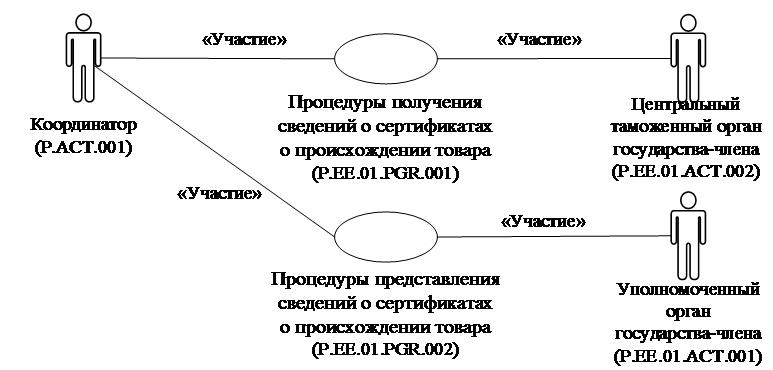 «Участие»
«Участие»
Координатор
(P.ACT.001)
Процедуры получения
сведений о сертификатах
о происхождении товара
(P.EE.01.PGR.001)
Центральный
таможенный орган
государства-члена
(P.EE.01.ACT.002)
«Участие»
«Участие»
Процедуры представления
сведений о сертификатах
о происхождении товара
(P.EE.01.PGR.002)
Уполномоченный
орган
государства-члена
(P.EE.01.ACT.001)